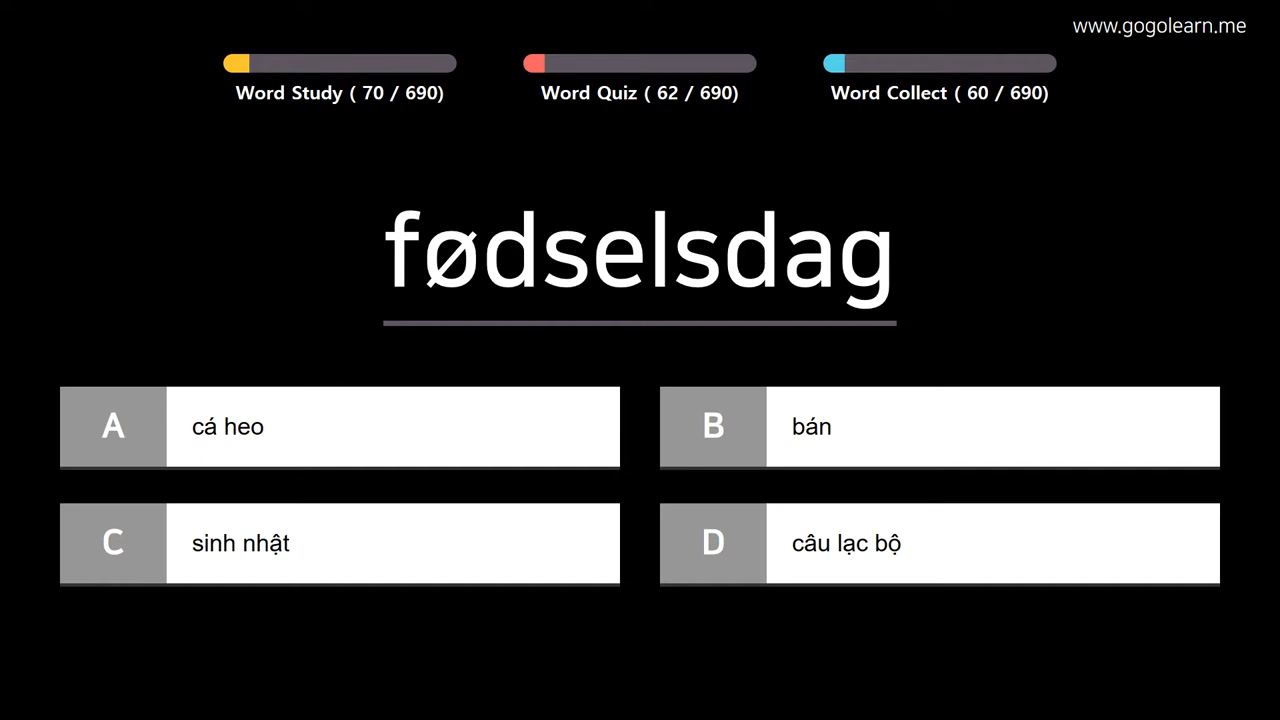 www.gogolearn.me
Word Study ( 70 / 690)
Word Quiz ( 62 / 690)
Word Collect ( 60 / 690)
fødselsdag
A
cá heo
B
bán
C
sinh nhật
D
câu lạc bộ